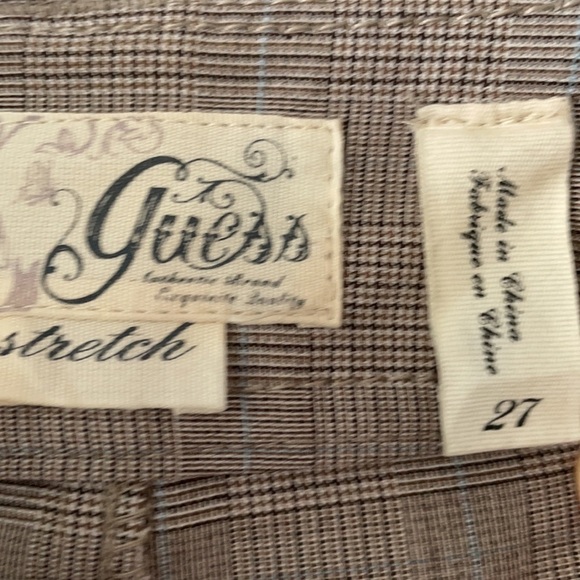 guess
Authentic Brand
Exquisite Quality
stretch
Made in China
Fabriqué en Chine
27